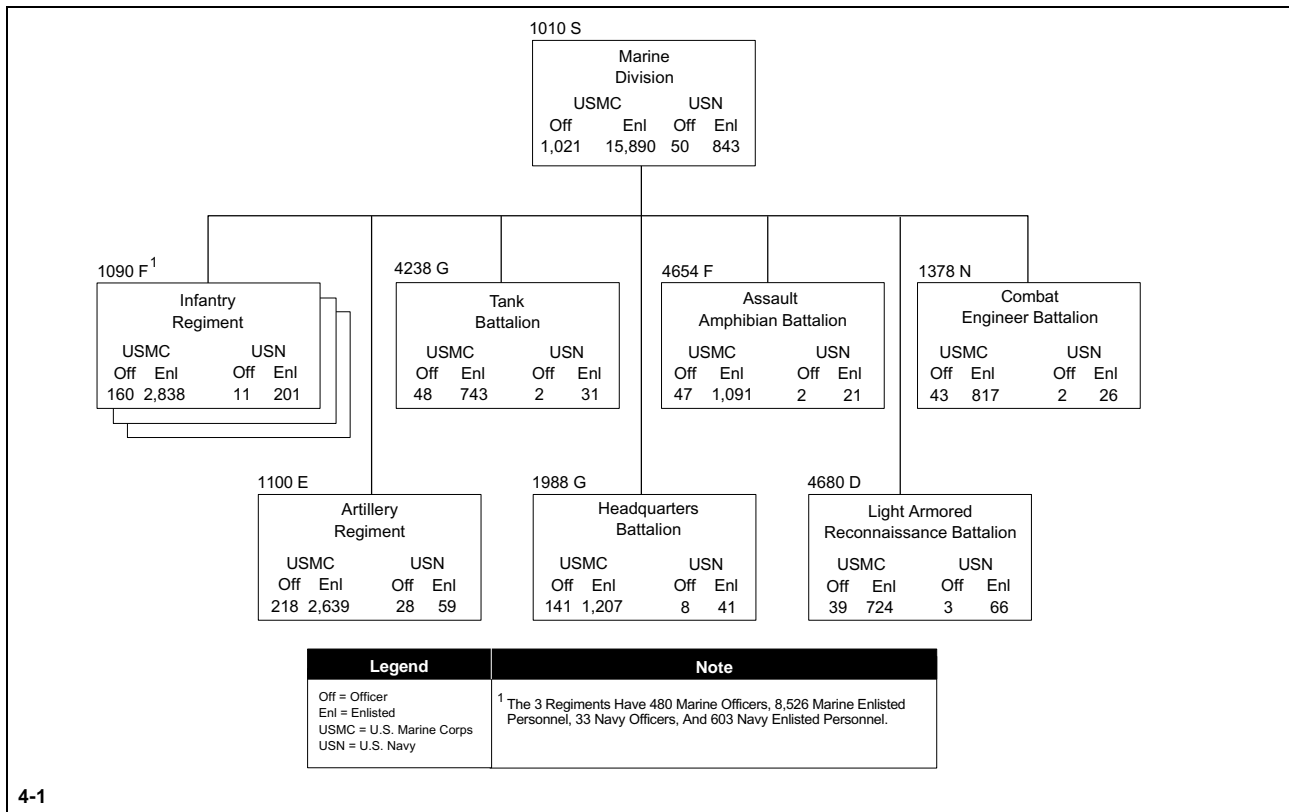 1010 S
Marine
Division
USMC USN
Off Enl Off Enl
1,021 15,890 50 843
1090 F1
Infantry
Regiment
USMC USN
Off Enl Off Enl
160 2,838 11 201
4238 G
Tank
Battalion
USMC USN
Off Enl Off Enl
48 743 2 31
4654 F
Assault
Amphibian Battalion
USMC USN
Off Enl Off Enl
47 1,091 2 21
1378 N
Combat
Engineer Battalion
USMC USN
Off Enl Off Enl
43 817 2 26
1100 E
Artillery
Regiment
USMC USN
Off Enl Off Enl
218 2,639 28 59
1988 G
Headquarters
Battalion
USMC USN
Off Enl Off Enl
141 1,207 8 41
4680 D
Light Armored
Reconnaissance Battalion
USMC USN
Off Enl Off Enl
39 724 3 66
Legend
Off = Officer
Enl = Enlisted
USMC = U.S. Marine Corps
USN = U.S. Navy
Note
1 The 3 Regiments Have 480 Marine Officers, 8,526 Marine Enlisted
Personnel, 33 Navy Officers, And 603 Navy Enlisted Personnel.
4-1